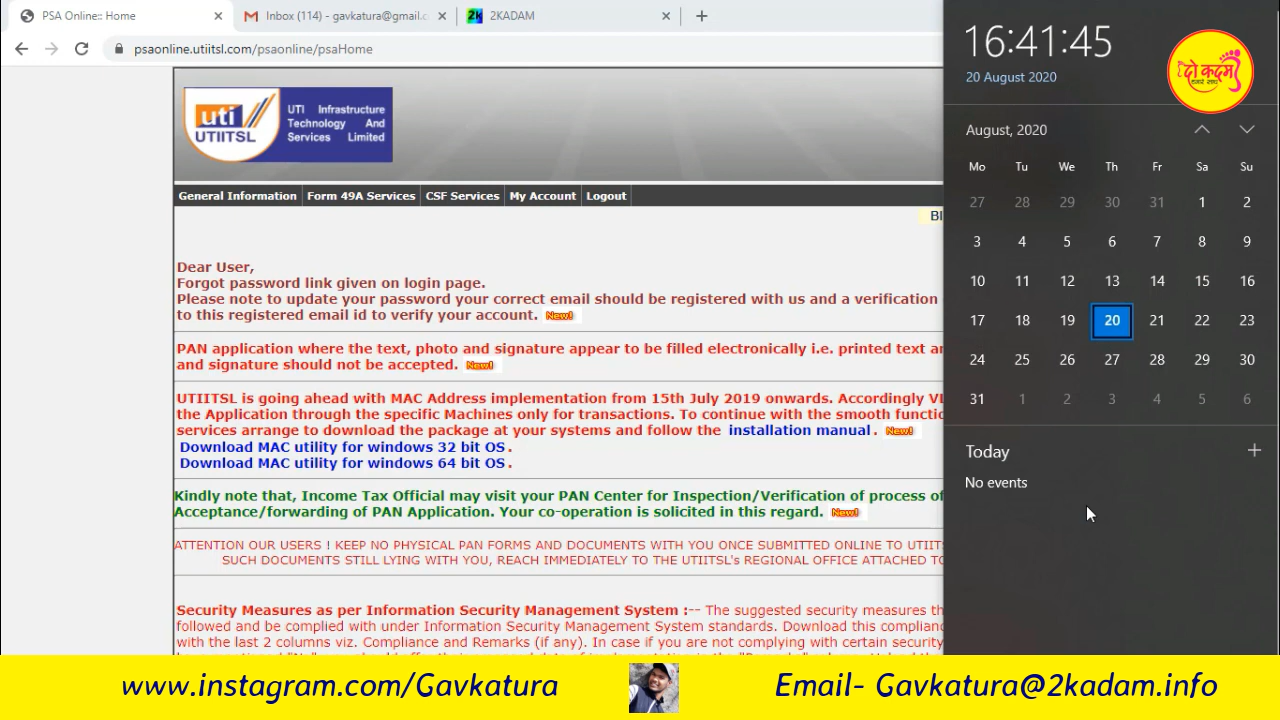 PSA Online:: Home
Inbox (114) - gavkatura@gmail.c
2k 2KADAM
psaonline.utiitsl.com/psaonline/psaHome
uti
UTIITSL
UTI Infrastructure
Technology And
Services Limited
General Information
Form 49A Services
CSF Services
My Account
Logout
Bl
Dear User,
Forgot password link given on login page.
Please note to update your password your correct email should be registered with us and a verification
to this registered email id to verify your account. New!
PAN application where the text, photo and signature appear to be filled electronically i.e. printed text a
and signature should not be accepted. New!
UTIITSL is going ahead with MAC Address implementation from 15th July 2019 onwards. Accordingly VL
the Application through the specific Machines only for transactions. To continue with the smooth functi
services arrange to download the package at your systems and follow the installation manual. New!
Download MAC utility for windows 32 bit OS.
Download MAC utility for windows 64 bit OS.
Kindly note that, Income Tax Official may visit your PAN Center for Inspection/Verification of process of
Acceptance/forwarding of PAN Application. Your co-operation is solicited in this regard. New!
ATTENTION OUR USERS ! KEEP NO PHYSICAL PAN FORMS AND DOCUMENTS WITH YOU ONCE SUBMITTED ONLINE TO UTIIT
SUCH DOCUMENTS STILL LYING WITH YOU, REACH IMMEDIATELY TO THE UTIITSL's REGIONAL OFFICE ATTACHED TO
Security Measures as per Information Security Management System :-- The suggested security measures th
followed and be complied with under Information Security Management System standards. Download this complianc
with the last 2 columns viz. Compliance and Remarks (if any). In case if you are not complying with certain security
16:41:45
20 August 2020
दो कदम
हमारे साथ
August, 2020
Mo Tu We Th Fr Sa Su
27 28 29 30 31 1 2
3 4 5 6 7 8 9
10 11 12 13 14 15 16
17 18 19 20 21 22 23
24 25 26 27 28 29 30
31 1 2 3 4 5 6
Today
No events
www.instagram.com/Gavkatura
Email- Gavkatura@2kadam.info